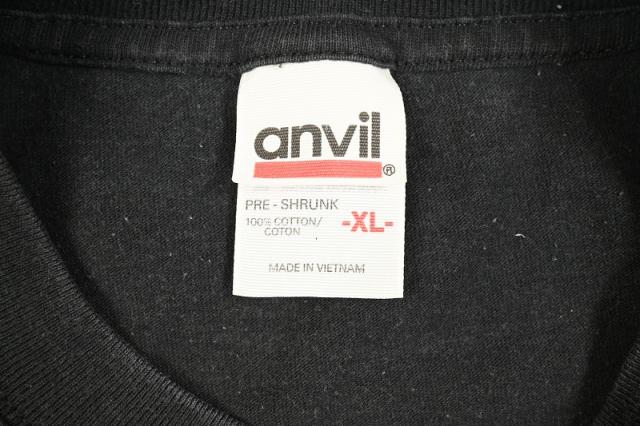 anvil®
PRE - SHRUNK
100% COTTON/
COTON
-XL-
MADE IN VIETNAM